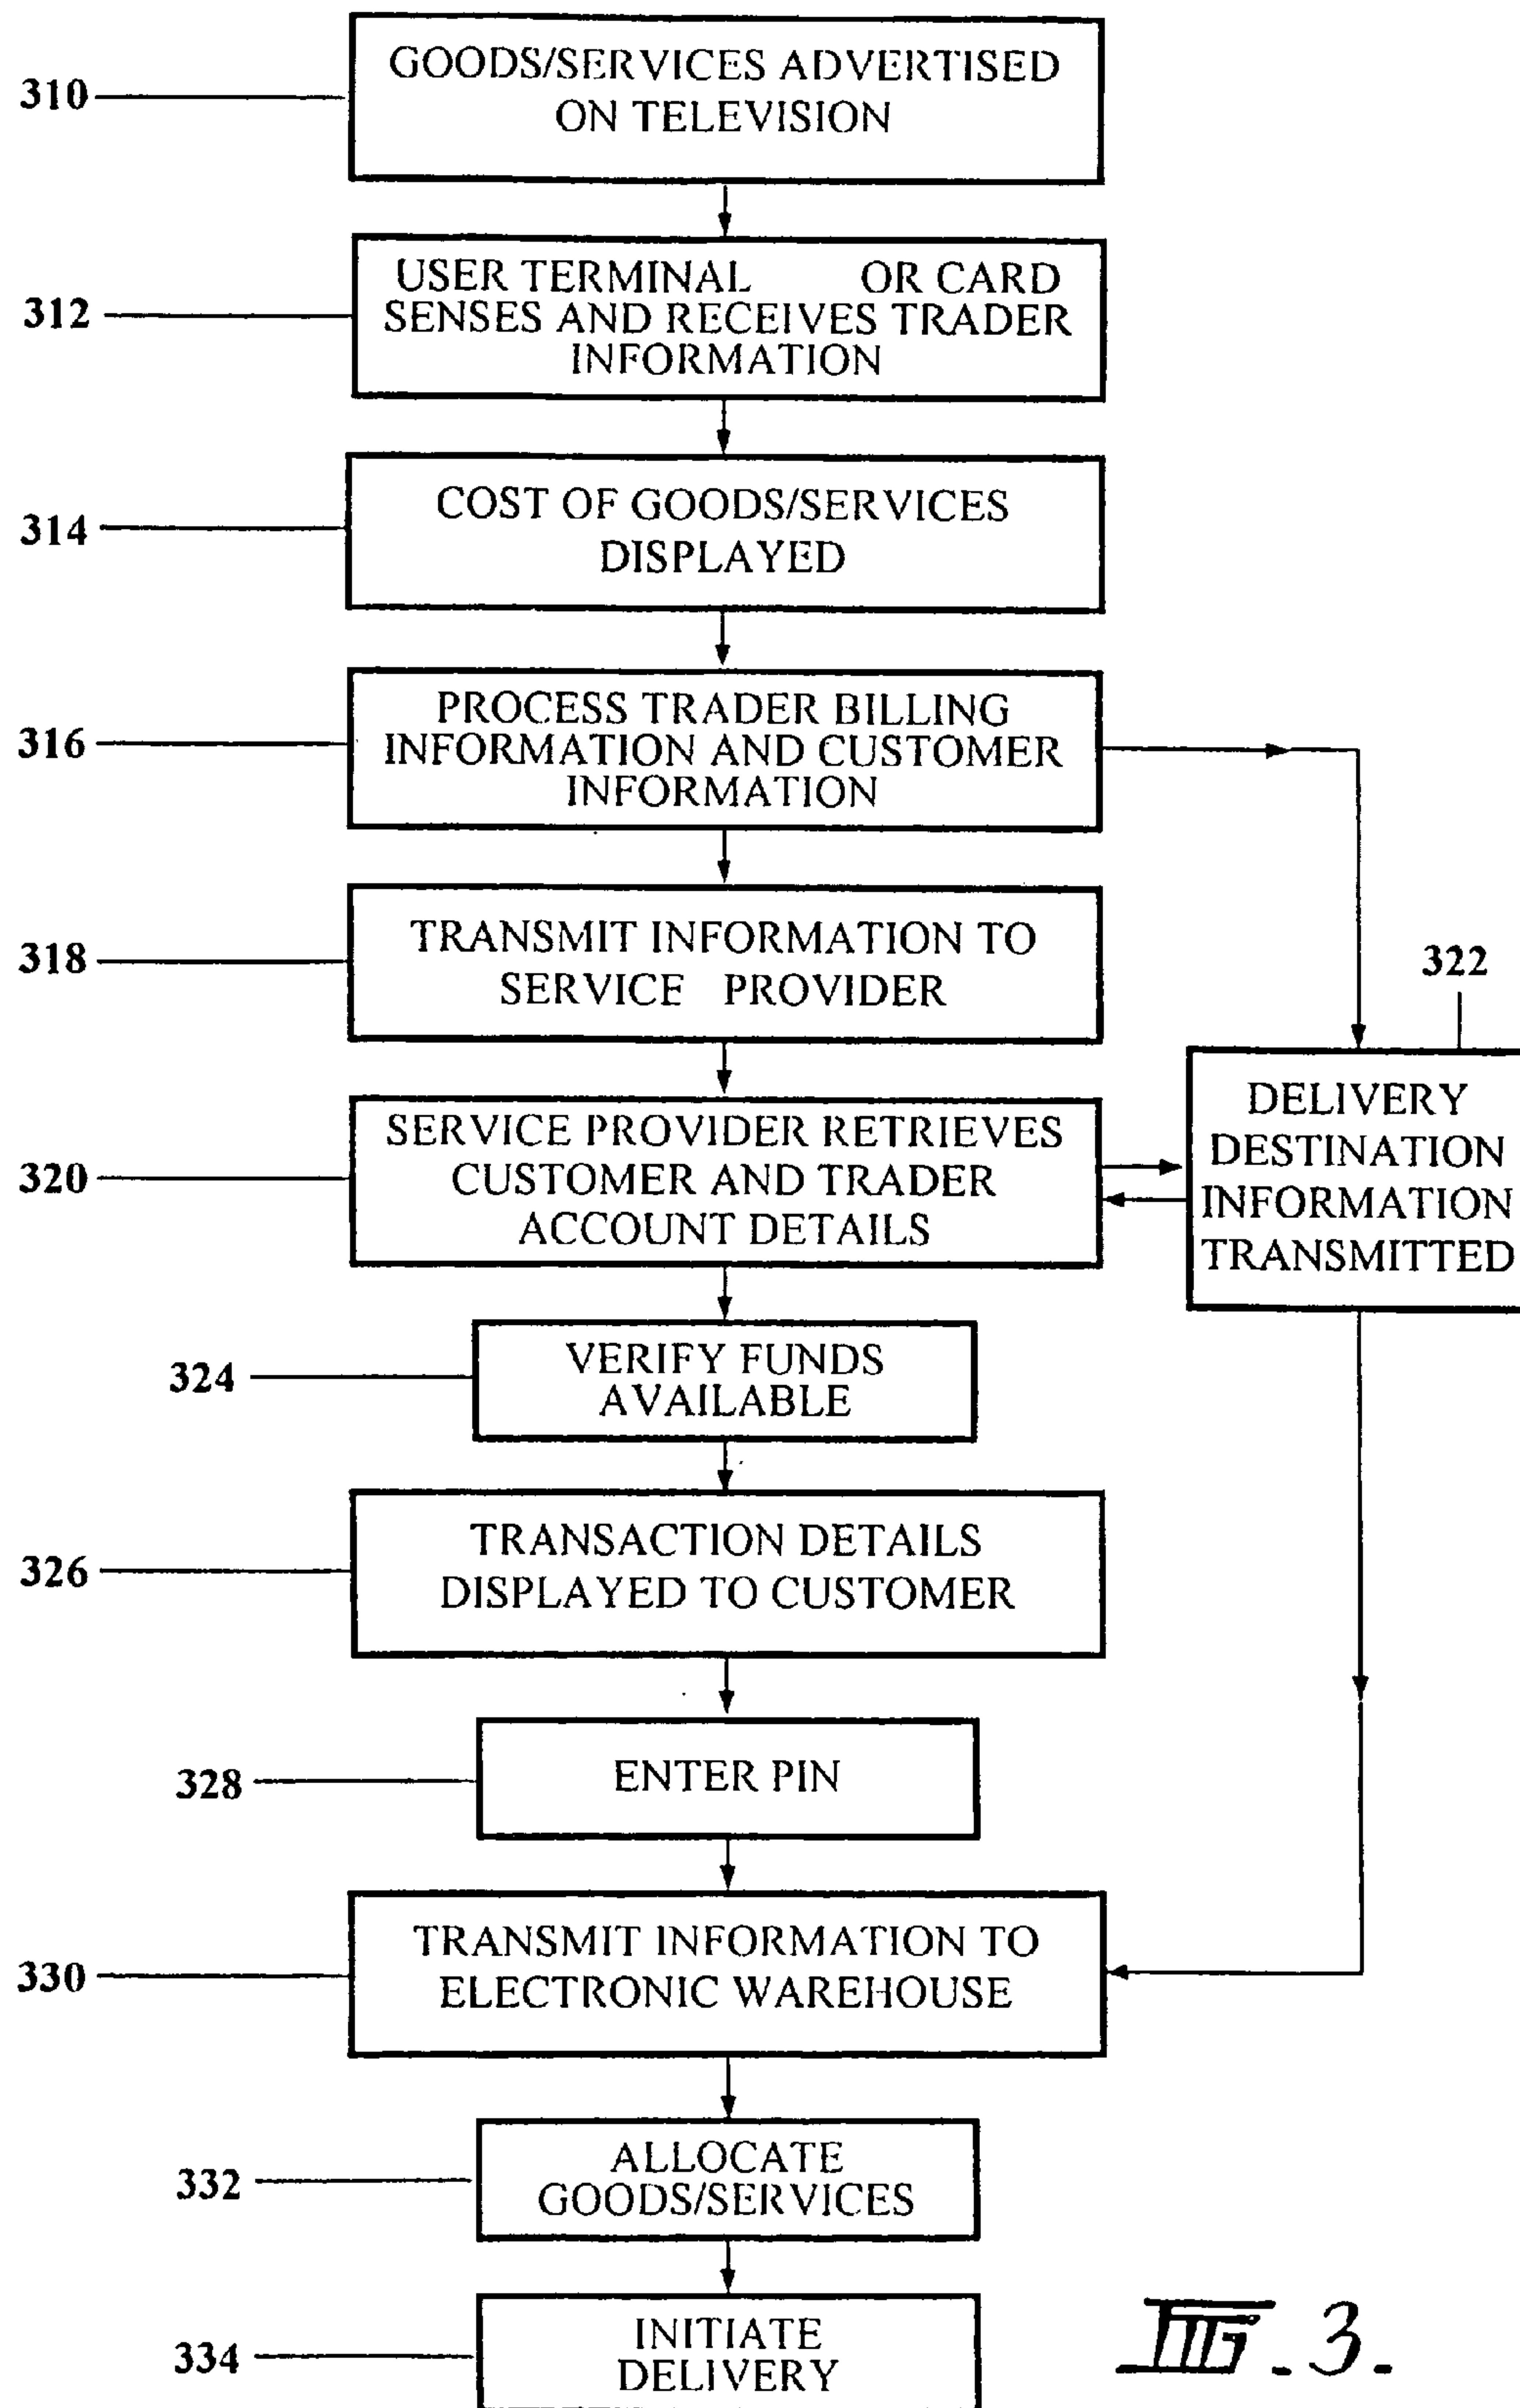 310
GOODS/SERVICES ADVERTISED
ON TELEVISION
312
USER TERMINAL OR CARD
SENSES AND RECEIVES TRADER
INFORMATION
314
COST OF GOODS/SERVICES
DISPLAYED
316
PROCESS TRADER BILLING
INFORMATION AND CUSTOMER
INFORMATION
318
TRANSMIT INFORMATION TO
SERVICE PROVIDER
322
DELIVERY
DESTINATION
INFORMATION
TRANSMITTED
320
SERVICE PROVIDER RETRIEVES
CUSTOMER AND TRADER
ACCOUNT DETAILS
324
VERIFY FUNDS
AVAILABLE
326
TRANSACTION DETAILS
DISPLAYED TO CUSTOMER
328
ENTER PIN
330
TRANSMIT INFORMATION TO
ELECTRONIC WAREHOUSE
332
ALLOCATE
GOODS/SERVICES
334
INITIATE
DELIVERY
FIG. 3.